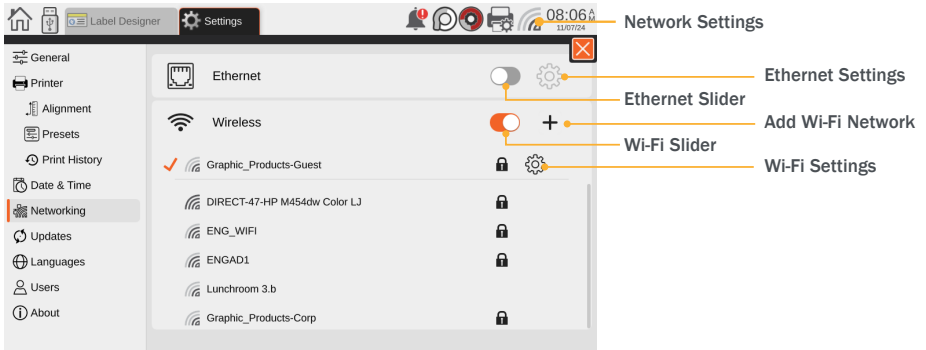 Label Designer
Settings
08:06 AM
11/07/24
Network Settings
General
Printer
Alignment
Presets
Print History
Date & Time
Networking
Updates
Languages
Users
About
Ethernet
Ethernet Settings
Ethernet Slider
Wireless
Add Wi-Fi Network
Wi-Fi Slider
Graphic_Products-Guest
Wi-Fi Settings
DIRECT-47-HP M454dw Color LJ
ENG_WIFI
ENGAD1
Lunchroom 3.b
Graphic_Products-Corp